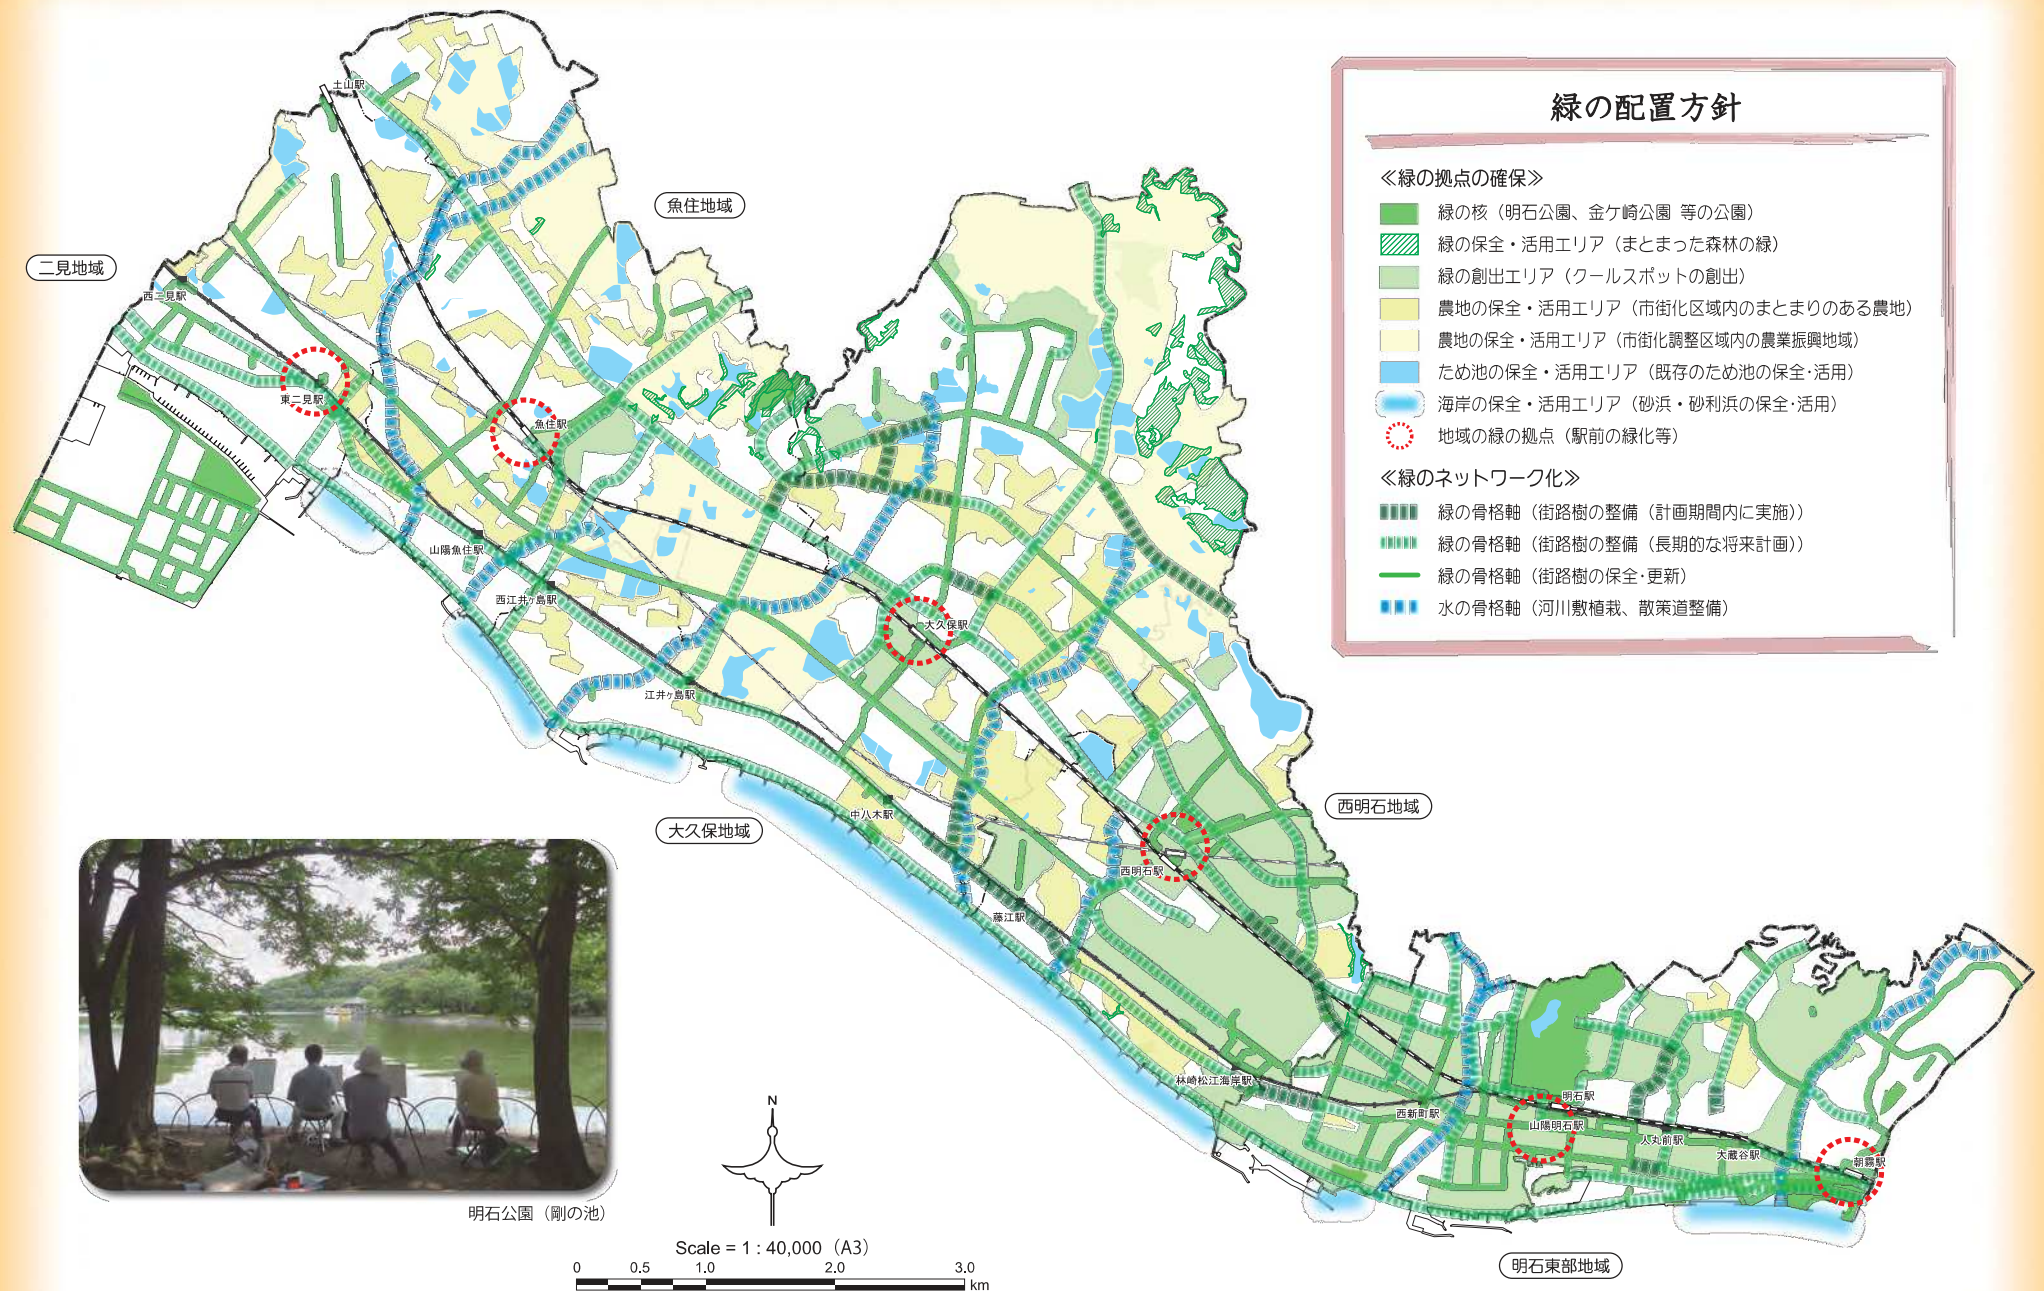 緑の配置方針
≪緑の拠点の確保≫
緑の核（明石公園、金ケ崎公園 等の公園）
緑の保全・活用エリア（まとまった森林の緑）
緑の創出エリア（クールスポットの創出）
農地の保全・活用エリア（市街化区域内のまとまりのある農地）
農地の保全・活用エリア（市街化調整区域内の農業振興地域）
ため池の保全・活用エリア（既存のため池の保全･活用）
海岸の保全・活用エリア（砂浜・砂利浜の保全･活用）
地域の緑の拠点（駅前の緑化等）
≪緑のネットワーク化≫
緑の骨格軸（街路樹の整備（計画期間内に実施））
緑の骨格軸（街路樹の整備（長期的な将来計画））
緑の骨格軸（街路樹の保全･更新）
水の骨格軸（河川敷植栽、散策道整備）
土山駅
魚住地域
二見地域
西二見駅
東二見駅
魚住駅
山陽魚住駅
西江井ヶ島駅
大久保駅
江井ヶ島駅
中八木駅
大久保地域
西明石地域
西明石駅
藤江駅
林崎松江海岸駅
西新町駅
明石駅
山陽明石駅
人丸前駅
大蔵谷駅
朝霧駅
明石東部地域
明石公園（剛の池）
N
Scale = 1 : 40,000（A3）
0 0.5 1.0 2.0 3.0
km